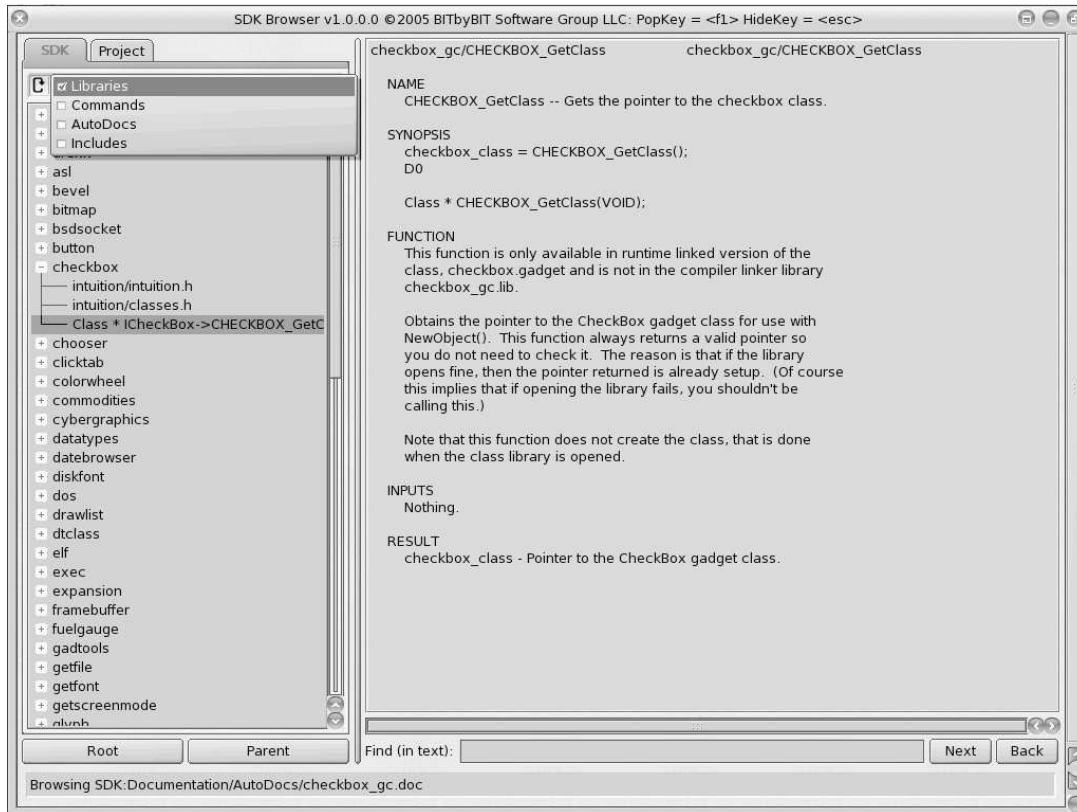 SDK Browser v1.0.0.0 ©2005 BITbyBIT Software Group LLC: PopKey = <f1> HideKey = <esc>
SDK Project
Libraries
Commands
AutoDocs
Includes
asl
bevel
bitmap
bsdsocket
button
checkbox
intuition/intuition.h
intuition/classes.h
Class * ICheckBox->CHECKBOX_GetC
chooser
clicktab
colorwheel
commodities
cybergraphics
datatypes
datebrowser
diskfont
dos
drawlist
dtclass
elf
exec
expansion
framebuffer
fuelgauge
gadtools
getfile
getfont
getscreenmode
glyph
Root Parent
checkbox_gc/CHECKBOX_GetClass checkbox_gc/CHECKBOX_GetClass
NAME
CHECKBOX_GetClass -- Gets the pointer to the checkbox class.
SYNOPSIS
checkbox_class = CHECKBOX_GetClass();
D0
Class * CHECKBOX_GetClass(VOID);
FUNCTION
This function is only available in runtime linked version of the
class, checkbox.gadget and is not in the compiler linker library
checkbox_gc.lib.
Obtains the pointer to the CheckBox gadget class for use with
NewObject(). This function always returns a valid pointer so
you do not need to check it. The reason is that if the library
opens fine, then the pointer returned is already setup. (Of course
this implies that if opening the library fails, you shouldn't be
calling this.)
Note that this function does not create the class, that is done
when the class library is opened.
INPUTS
Nothing.
RESULT
checkbox_class - Pointer to the CheckBox gadget class.
Find (in text): Next Back
Browsing SDK:Documentation/AutoDocs/checkbox_gc.doc